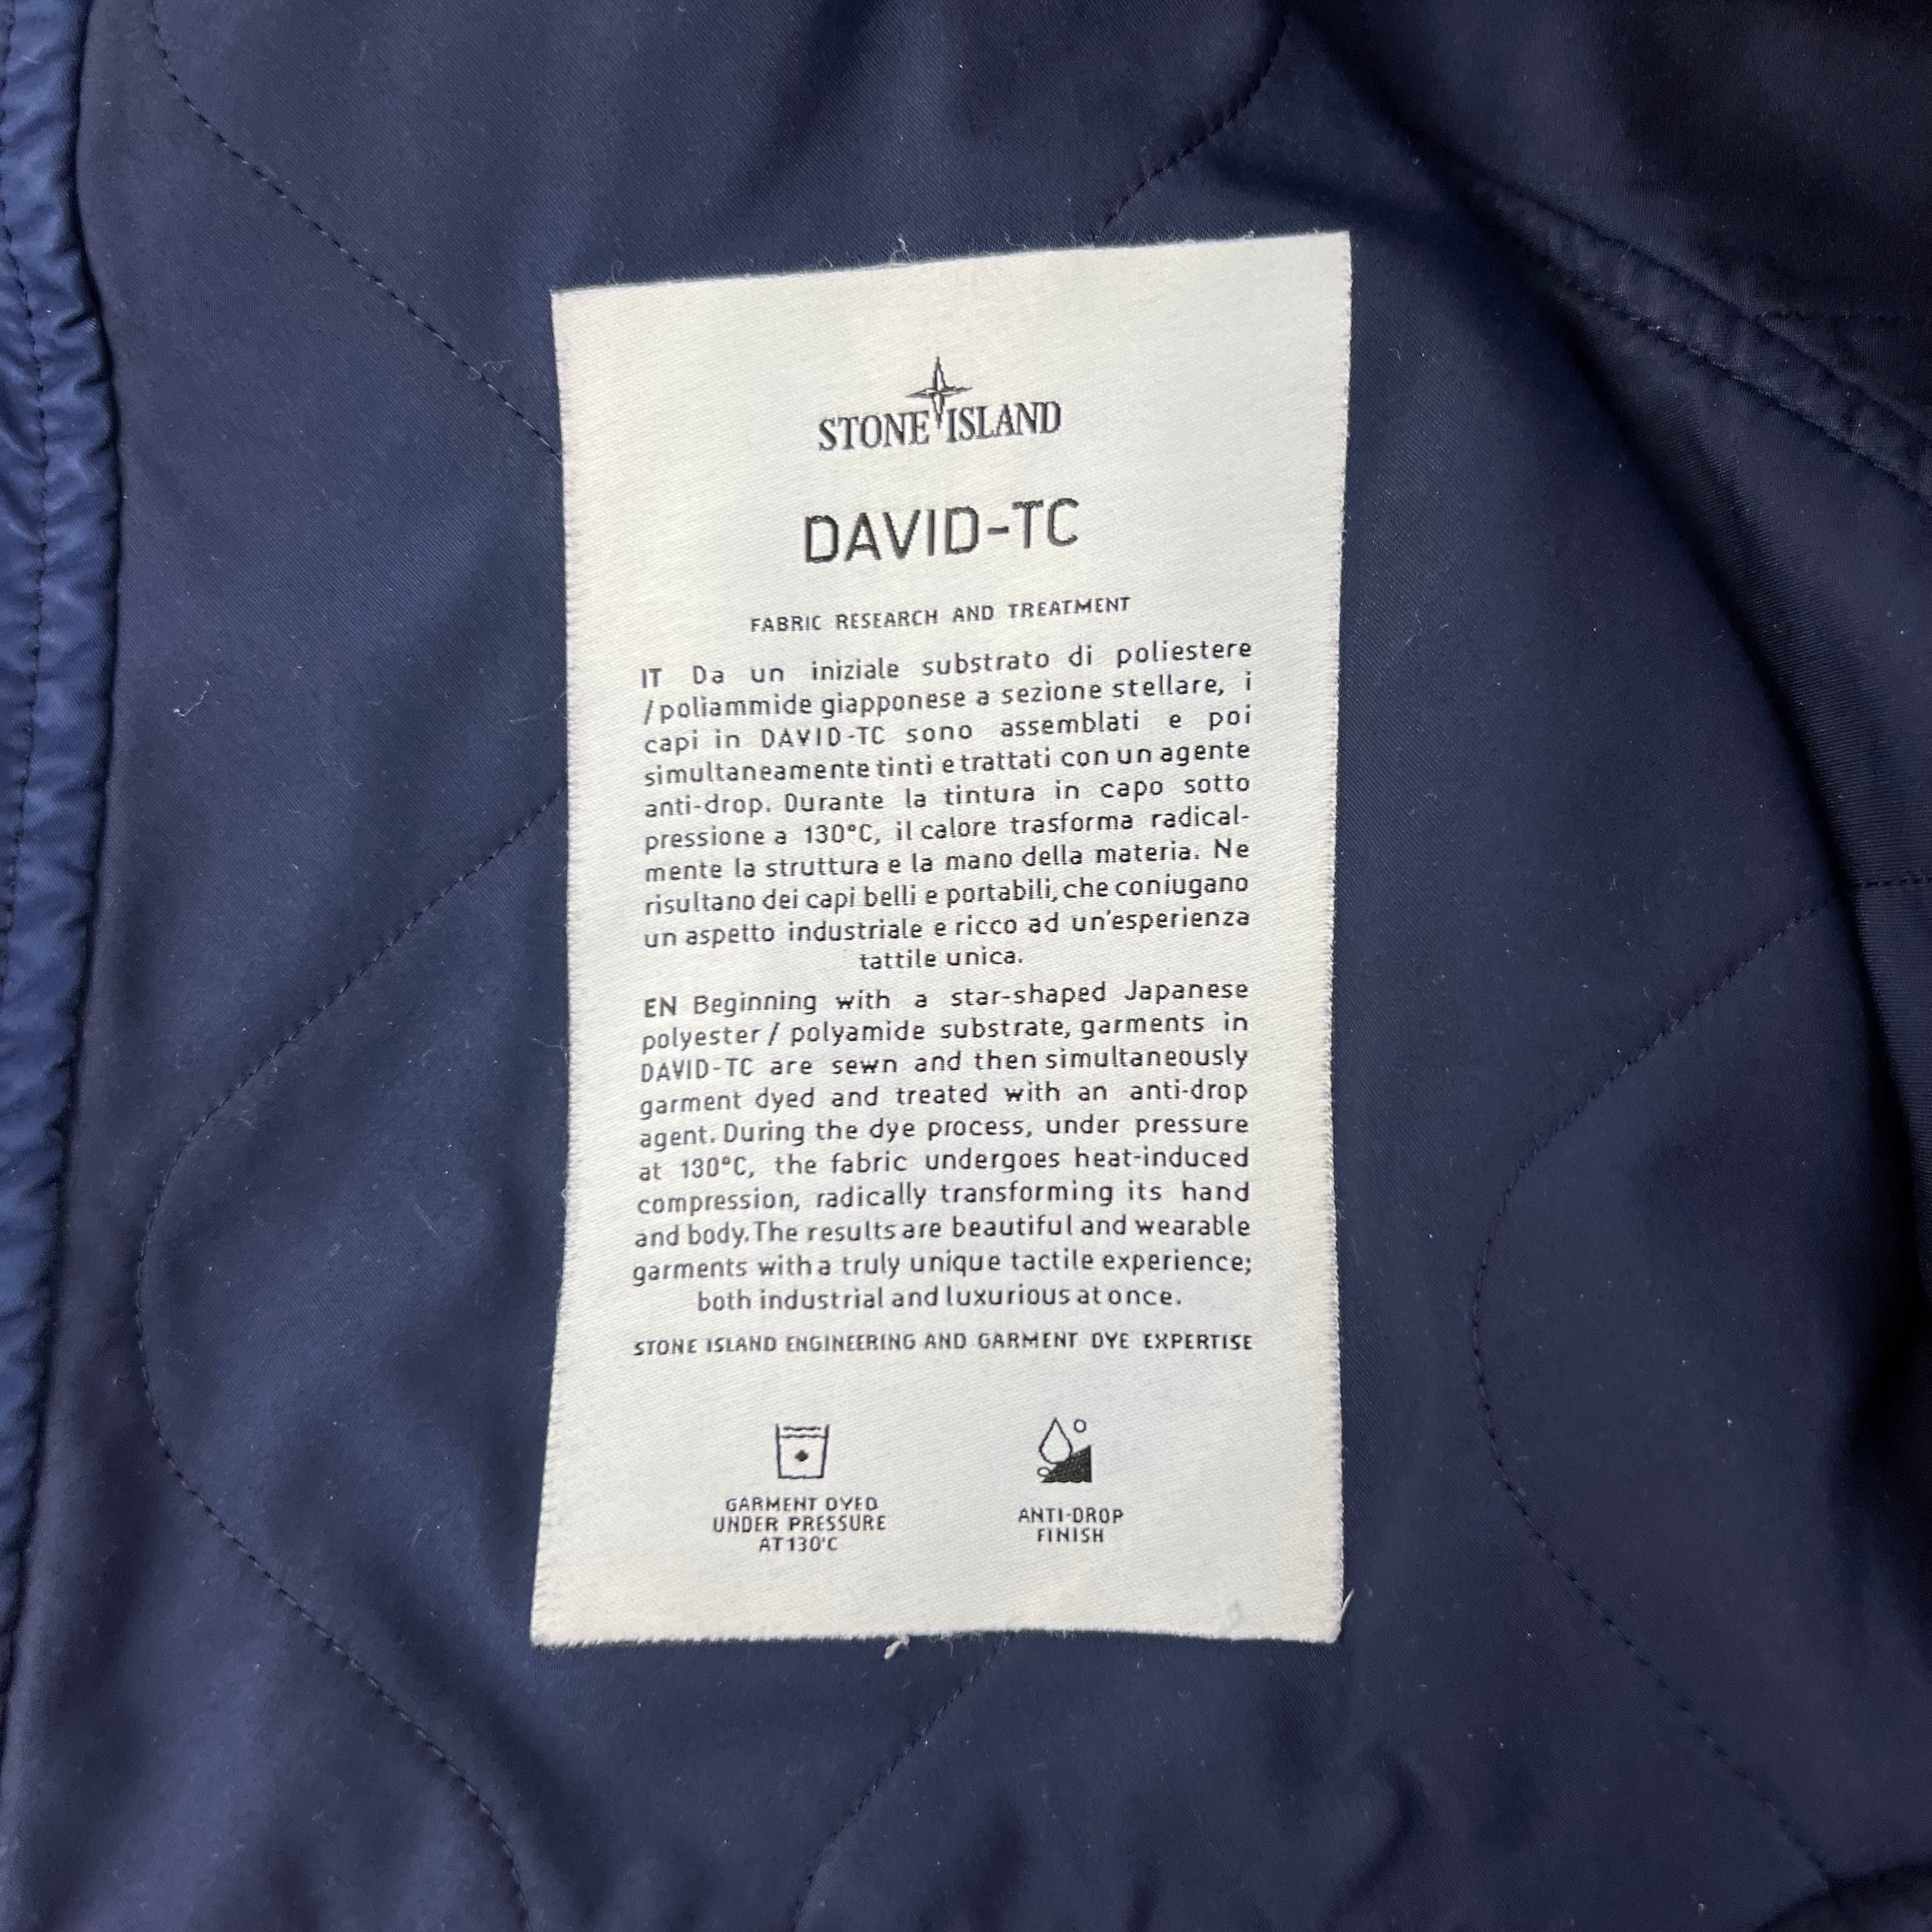 STONE ISLAND
DAVID-TC
FABRIC RESEARCH AND TREATMENT
IT Da un iniziale substrato di poliestere
/poliammide giapponese a sezione stellare, i
capi in DAVID-TC sono assemblati e poi
simultaneamente tinti e trattati con un agente
anti-drop. Durante la tintura in capo sotto
pressione a 130°C, il calore trasforma radical-
mente la struttura e la mano della materia. Ne
risultano dei capi belli e portabili, che coniugano
un aspetto industriale e ricco ad un'esperienza
tattile unica.
EN Beginning with a star-shaped Japanese
polyester / polyamide substrate, garments in
DAVID-TC are sewn and then simultaneously
garment dyed and treated with an anti-drop
agent. During the dye process, under pressure
at 130°C, the fabric undergoes heat-induced
compression, radically transforming its hand
and body. The results are beautiful and wearable
garments with a truly unique tactile experience;
both industrial and luxurious at once.
STONE ISLAND ENGINEERING AND GARMENT DYE EXPERTISE
GARMENT DYED
UNDER PRESSURE
AT 130°C
ANTI-DROP
FINISH